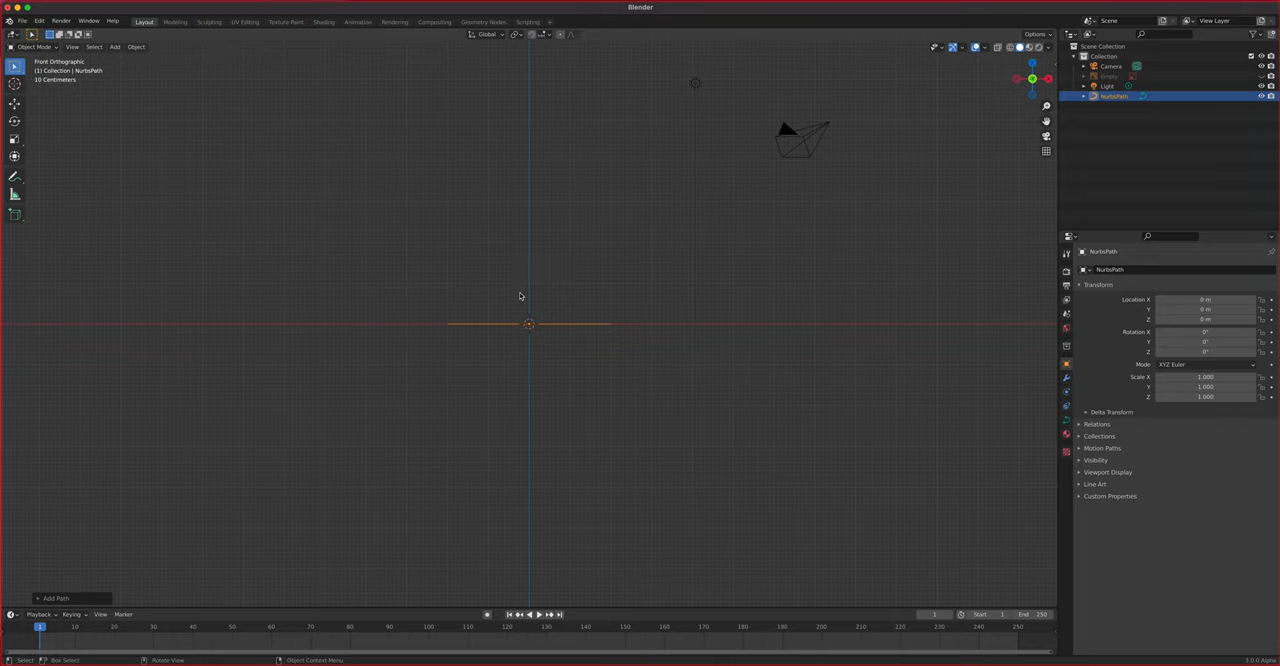 Blender
File Edit Render Window Help Layout Modeling Sculpting UV Editing Texture Paint Shading Animation Rendering Compositing Geometry Nodes Scripting + Scene View Layer
Global Options
Object Mode View Select Add Object
Front Orthographic
(1) Collection | NurbsPath
10 Centimeters
Scene Collection
Collection
Camera
Empty
Light
NurbsPath
NurbsPath
NurbsPath
Transform
Location X 0 m
Y 0 m
Z 0 m
Rotation X 0°
Y 0°
Z 0°
Mode XYZ Euler
Scale X 1.000
Y 1.000
Z 1.000
Delta Transform
Relations
Collections
Motion Paths
Visibility
Viewport Display
Line Art
Custom Properties
Add Path
Playback Keying View Marker 1 Start 1 End 250
1 10 20 30 40 50 60 70 80 90 100 110 120 130 140 150 160 170 180 190 200 210 220 230 240 250
Select Box Select Rotate View Object Context Menu 3.0.0 Alpha